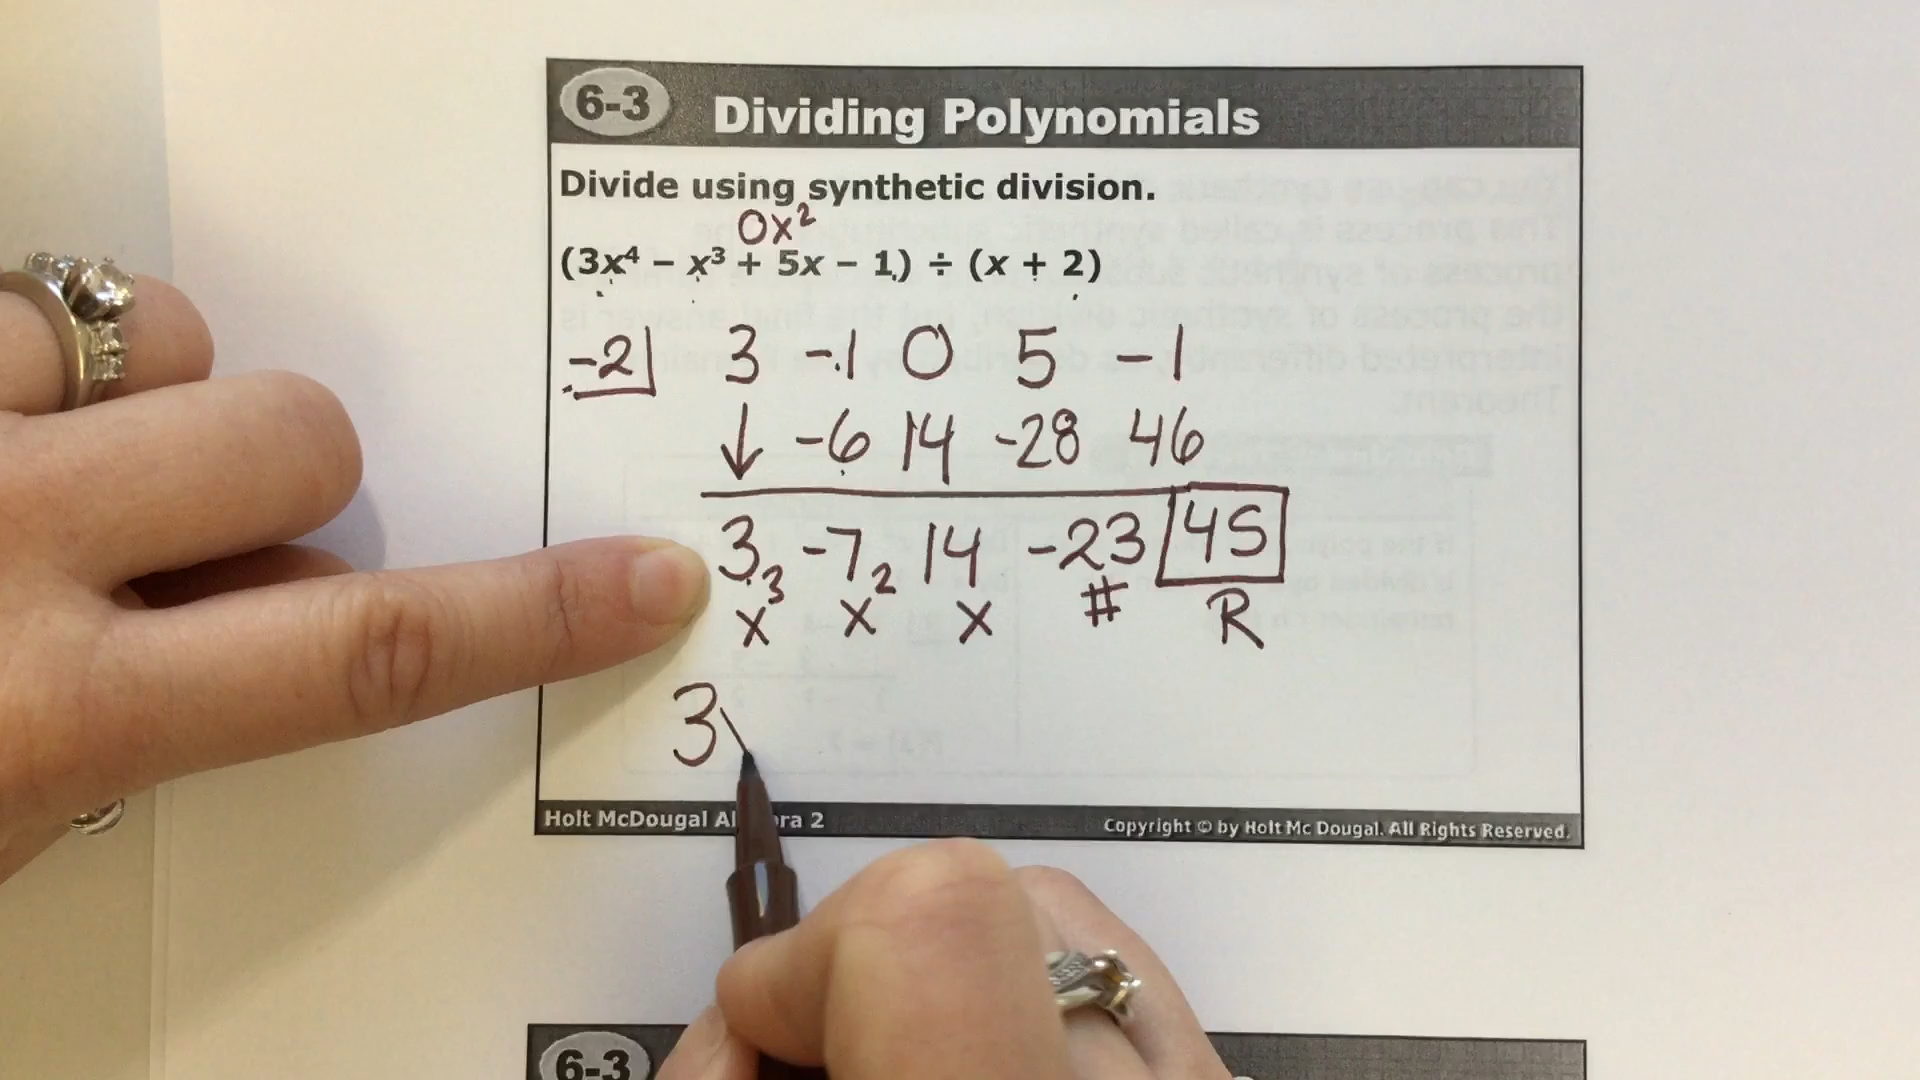 6-3 Dividing Polynomials
Divide using synthetic division.
0x²
(3x⁴ – x³ + 5x – 1) ÷ (x + 2)
-2 3 -1 0 5 -1
↓ -6 14 -28 46
3 -7 14 -23 45
x³ x² x # R
3
Holt McDougal Al ra 2 Copyright © by Holt Mc Dougal. All Rights Reserved.
6-3